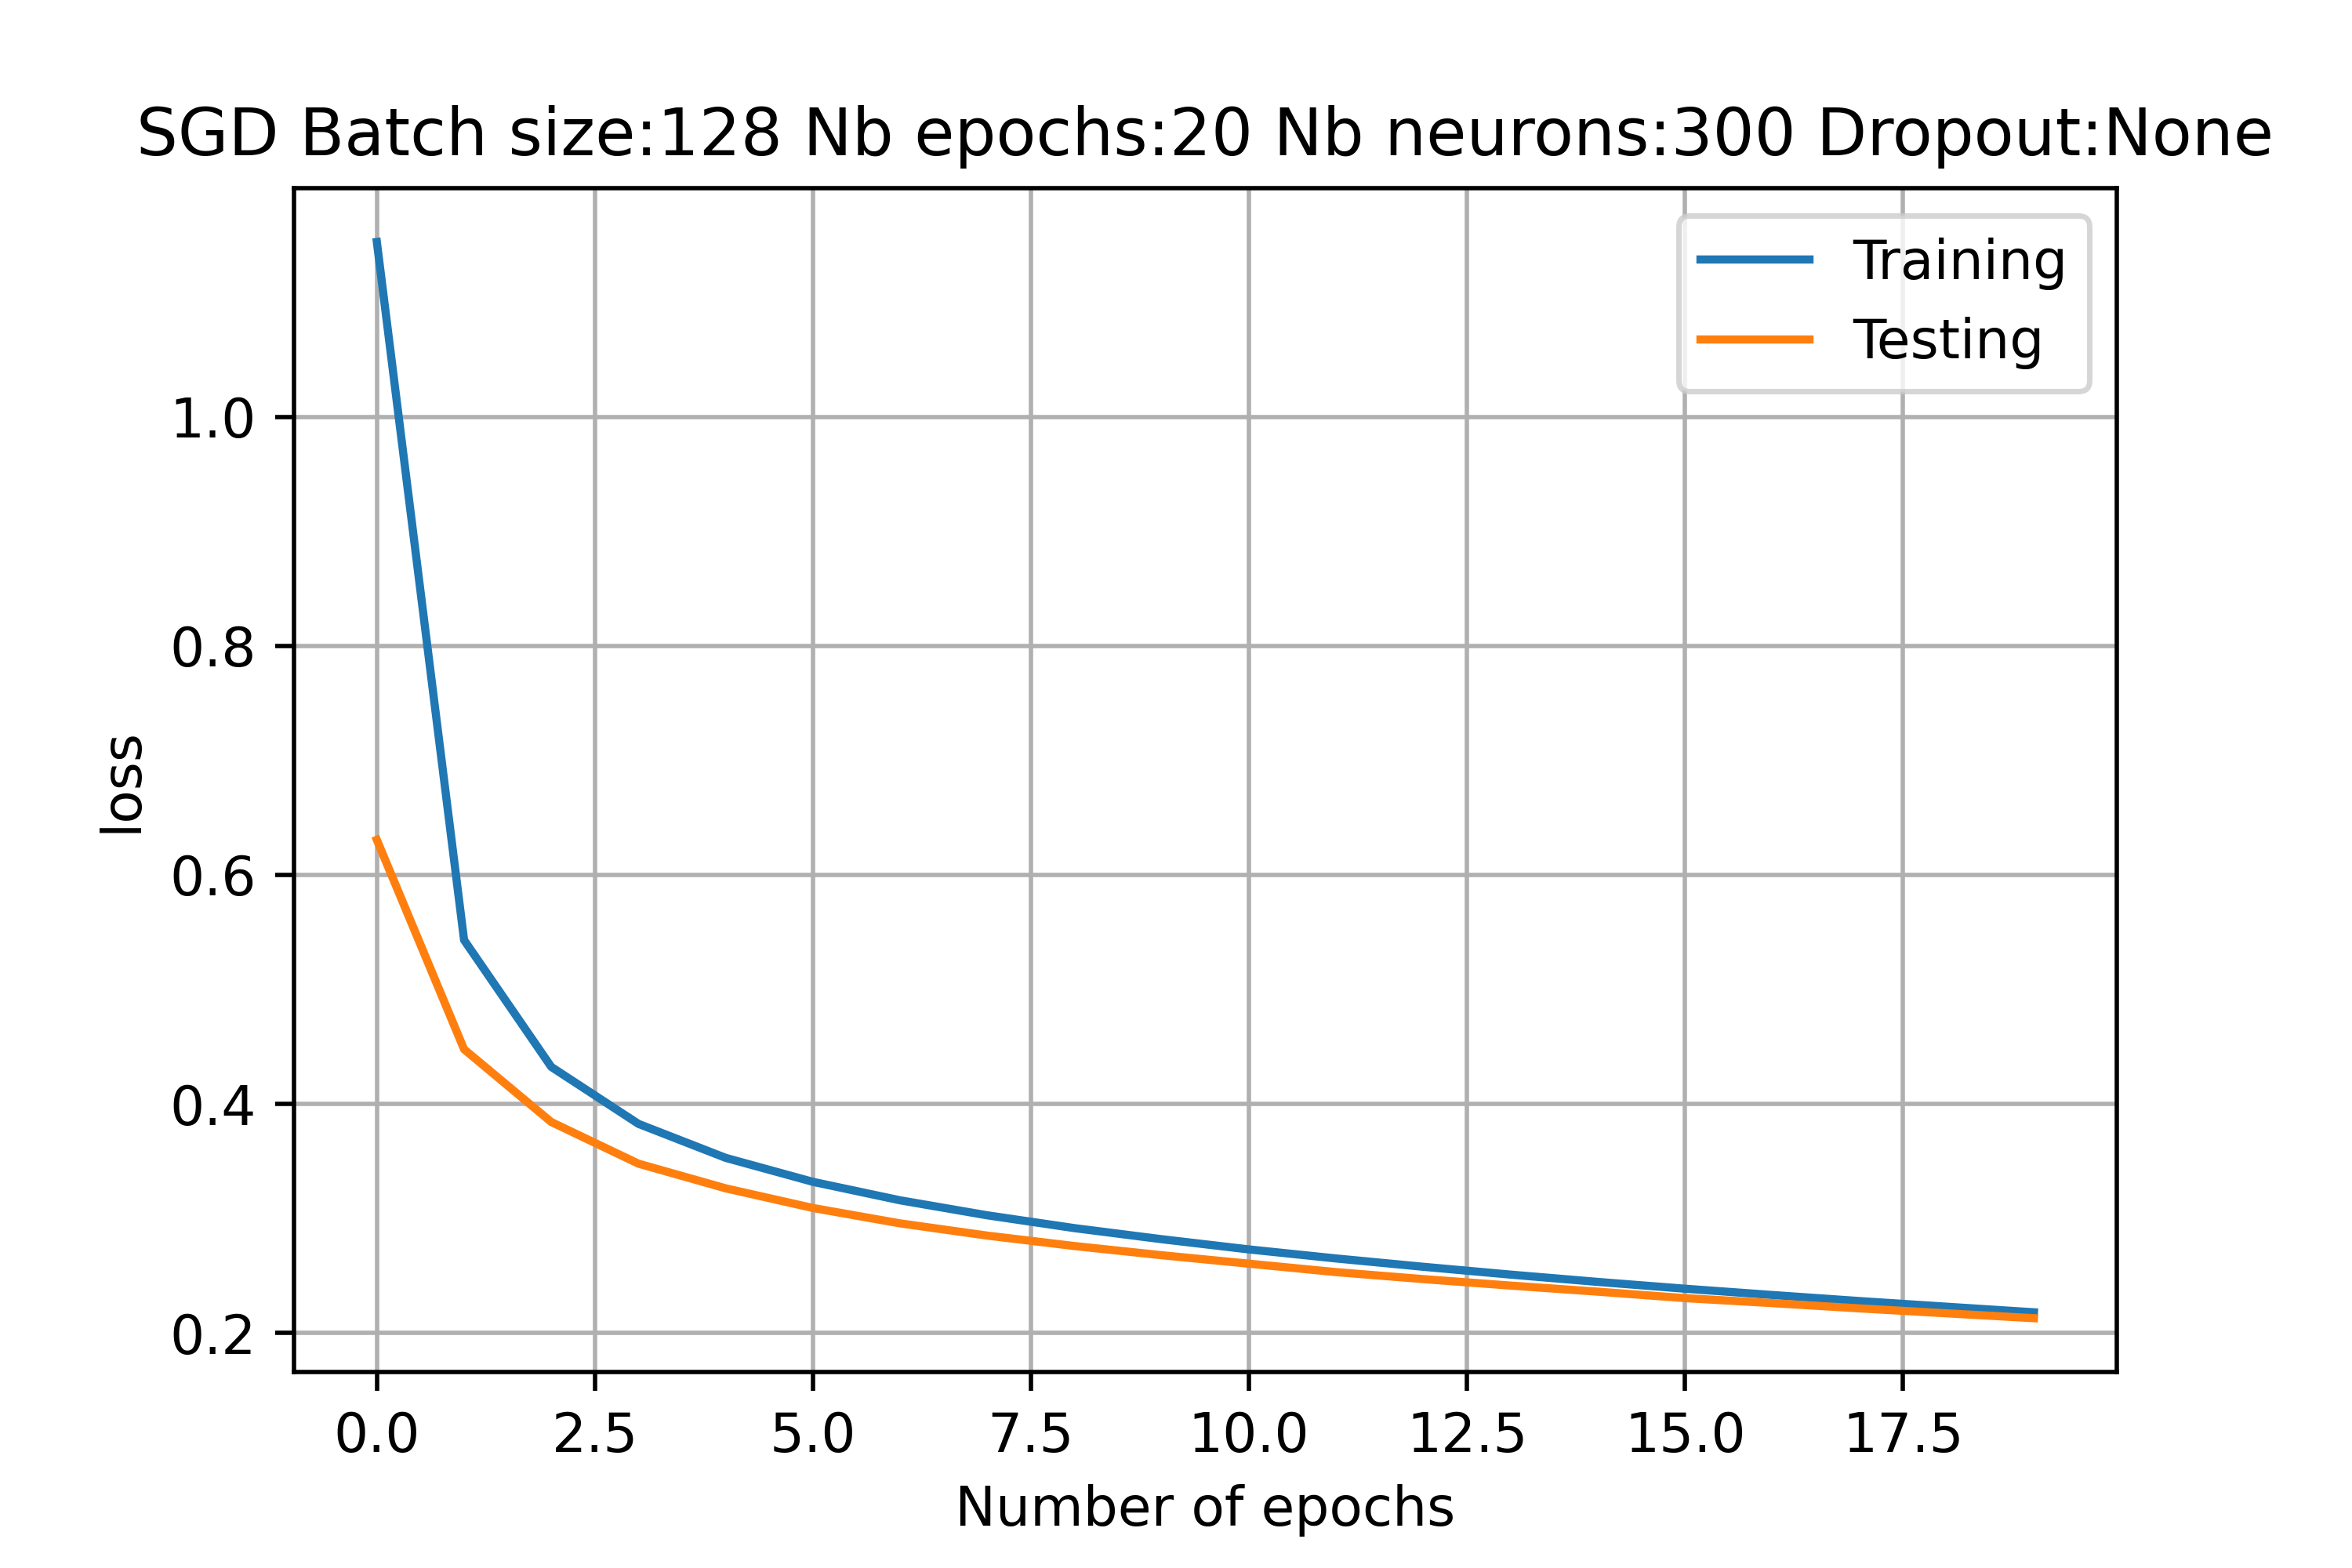 SGD Batch size:128 Nb epochs:20 Nb neurons:300 Dropout:None
Training
Testing
1.0
0.8
0.6
0.4
0.2
loss
0.0 2.5 5.0 7.5 10.0 12.5 15.0 17.5
Number of epochs